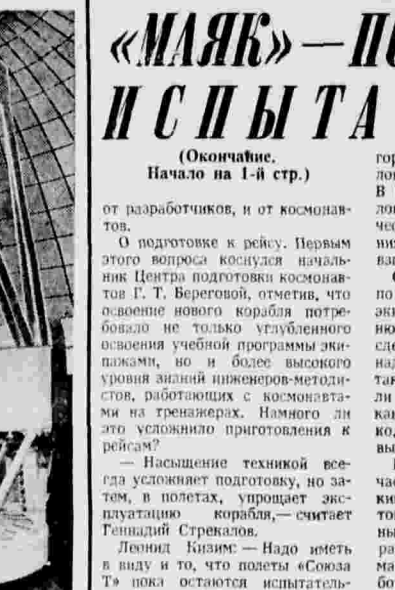 «МАЯК» — ПО
ИСПЫТА
(Окончание.
Начало на 1-й стр.)
от разработчиков, и от космонав-
тов.
О подготовке к рейсу. Первым
этого вопроса коснулся началь-
ник Центра подготовки космонав-
тов Г. Т. Береговой, отметив, что
освоение нового корабля потре-
бовало не только углубленного
освоения учебной программы эки-
пажами, но и более высокого
уровня знаний инженеров-методи-
стов, работающих с космонавта-
ми на тренажерах. Намного ли
это усложнило приготовления к
рейсам?
— Насыщение техникой все-
гда усложняет подготовку, но за-
тем, в полетах, упрощает экс-
плуатацию корабля,— считает
Геннадий Стрекалов.
Леонид Кизим: — Надо иметь
в виду и то, что полеты «Союза
Т» пока остаются испытатель-